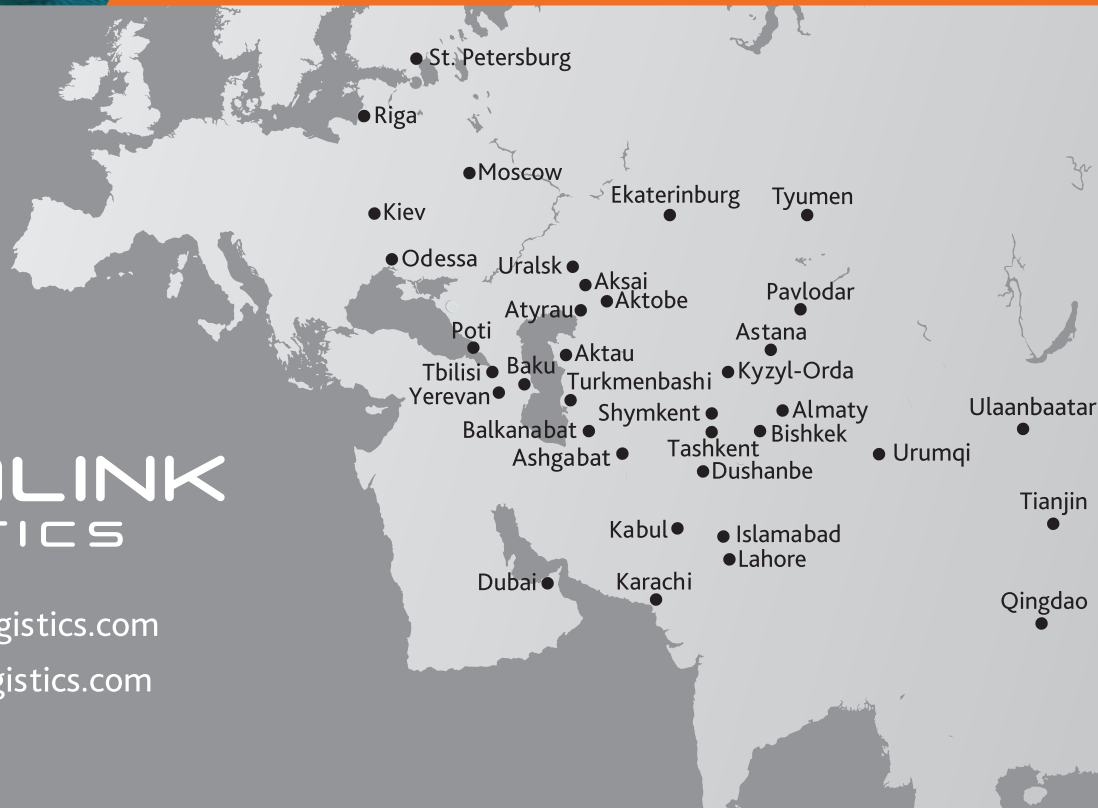 St. Petersburg
Riga
Moscow
Ekaterinburg
Tyumen
Kiev
Odessa
Uralsk
Aksai
Pavlodar
Aktobe
Atyrau
Poti
Astana
Aktau
Baku
Tbilisi
Kyzyl-Orda
Turkmenbashi
Yerevan
Ulaanbaatar
Shymkent
Almaty
Balkanabat
Bishkek
Tashkent
Urumqi
Ashgabat
Dushanbe
LINK
Tianjin
TICS
Kabul
Islamabad
Lahore
Dubai
Karachi
Qingdao
gistics.com
gistics.com